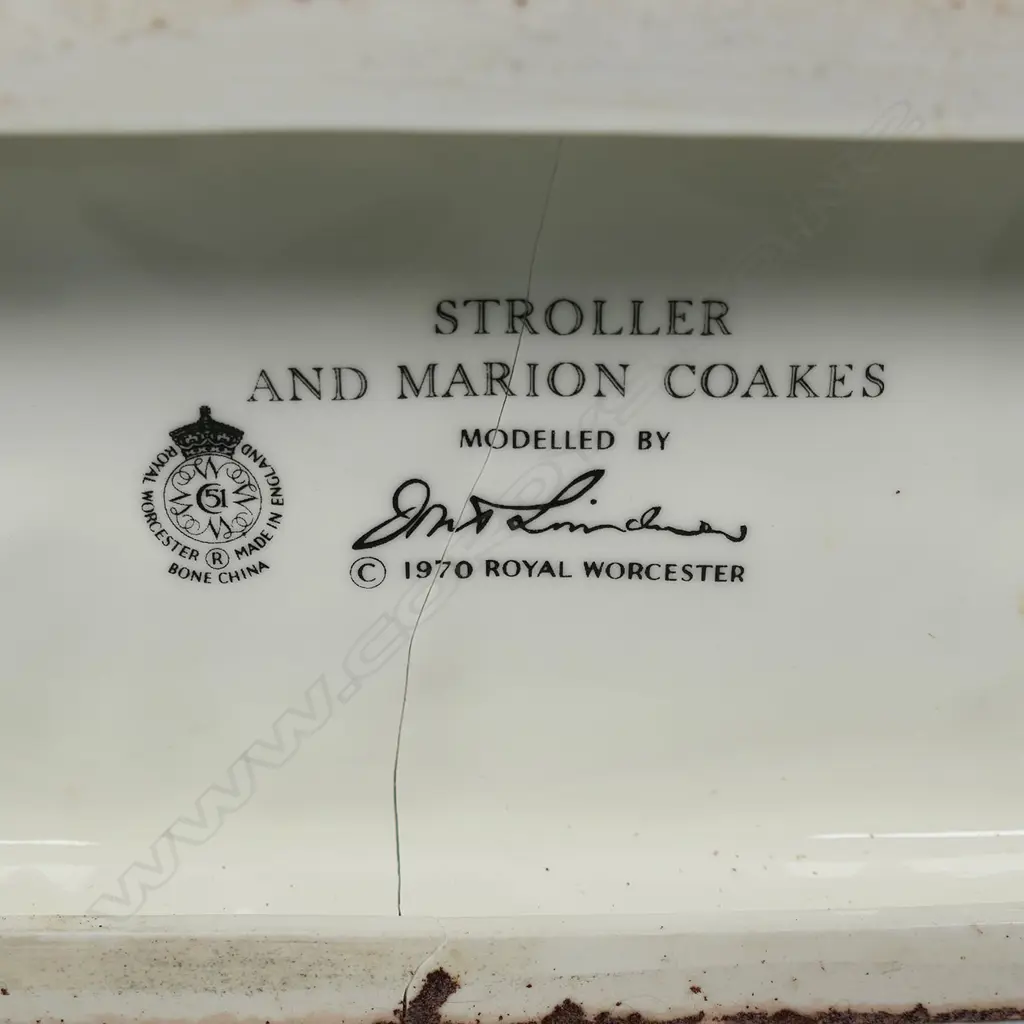 STROLLER
AND MARION COAKES
MODELLED BY
© 1970 ROYAL WORCESTER
ROYAL WORCESTER ® MADE IN ENGLAND
C 51
BONE CHINA